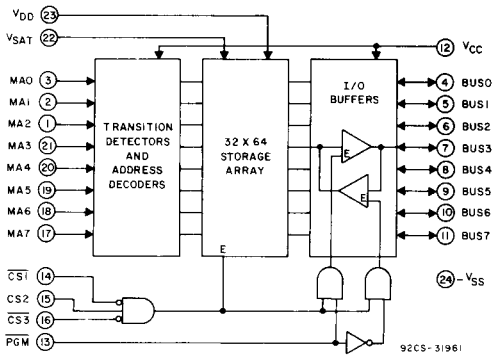 VDD 23
VSAT 22
12 VCC
MA0 3
MA1 2
MA2 1
MA3 21
MA4 20
MA5 19
MA6 18
MA7 17
TRANSITION
DETECTORS
AND
ADDRESS
DECODERS
32 X 64
STORAGE
ARRAY
E
I/O
BUFFERS
E
E
4 BUS0
5 BUS1
6 BUS2
7 BUS3
8 BUS4
9 BUS5
10 BUS6
11 BUS7
CS1 14
CS2 15
CS3 16
PGM 13
24 - VSS
92CS-31961